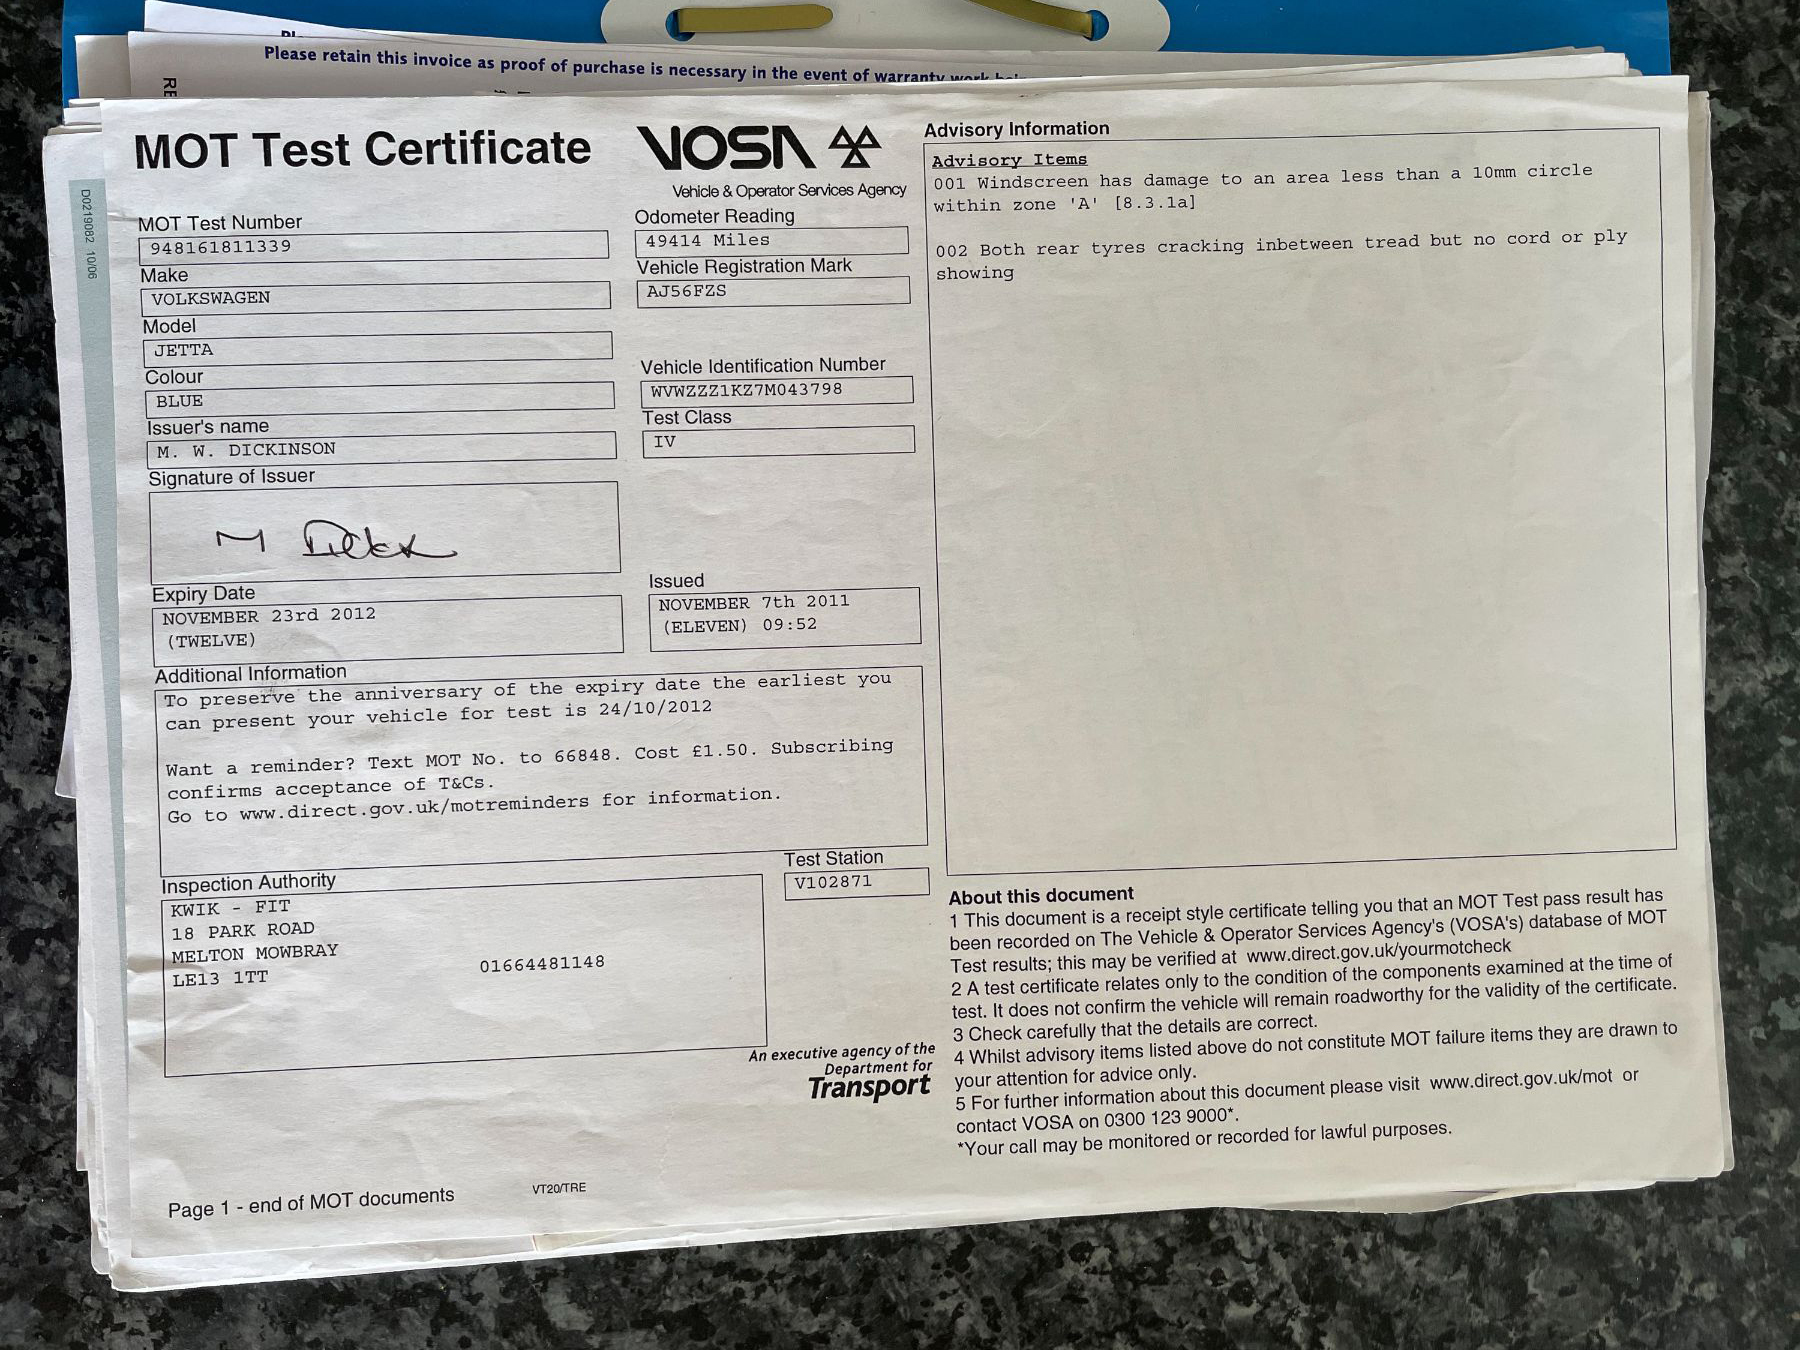 Please retain this invoice as proof of purchase is necessary in the event of warranty work
RE
D0219082 10/06
MOT Test Certificate
VOSA
Vehicle & Operator Services Agency
MOT Test Number
948161811339
Make
VOLKSWAGEN
Model
JETTA
Colour
BLUE
Issuer's name
M. W. DICKINSON
Signature of Issuer
Odometer Reading
49414 Miles
Vehicle Registration Mark
AJ56FZS
Vehicle Identification Number
WVWZZZ1KZ7M043798
Test Class
IV
Expiry Date
NOVEMBER 23rd 2012
(TWELVE)
Issued
NOVEMBER 7th 2011
(ELEVEN) 09:52
Additional Information
To preserve the anniversary of the expiry date the earliest you
can present your vehicle for test is 24/10/2012
Want a reminder? Text MOT No. to 66848. Cost £1.50. Subscribing
confirms acceptance of T&Cs.
Go to www.direct.gov.uk/motreminders for information.
Test Station
V102871
Inspection Authority
KWIK - FIT
18 PARK ROAD
MELTON MOWBRAY
LE13 1TT
01664481148
An executive agency of the
Department for
Transport
Page 1 - end of MOT documents
VT20/TRE
Advisory Information
Advisory Items
001 Windscreen has damage to an area less than a 10mm circle
within zone 'A' [8.3.1a]
002 Both rear tyres cracking inbetween tread but no cord or ply
showing
About this document
1 This document is a receipt style certificate telling you that an MOT Test pass result has
been recorded on The Vehicle & Operator Services Agency's (VOSA's) database of MOT
Test results; this may be verified at www.direct.gov.uk/yourmotcheck
2 A test certificate relates only to the condition of the components examined at the time of
test. It does not confirm the vehicle will remain roadworthy for the validity of the certificate.
3 Check carefully that the details are correct.
4 Whilst advisory items listed above do not constitute MOT failure items they are drawn to
your attention for advice only.
5 For further information about this document please visit www.direct.gov.uk/mot or
contact VOSA on 0300 123 9000*.
*Your call may be monitored or recorded for lawful purposes.